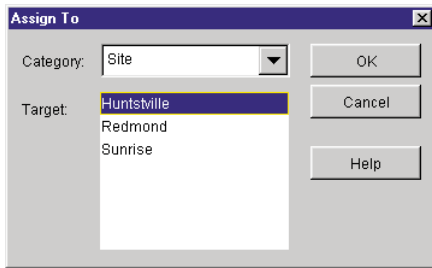 Assign To
Category: Site OK
Target: Huntstville Cancel
Redmond
Sunrise Help